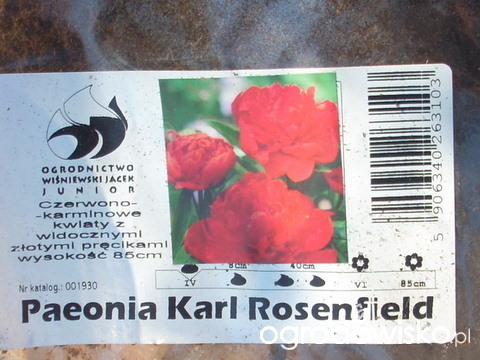 OGRODNICTWO
WIŚNIEWSKI JACEK
JUNIOR
Czerwono-
-karminowe
kwiaty z
widocznymi
złotymi pręcikami
wysokość 85cm
5 906340 263103
8cm 40cm
IV VI 85cm
Nr katalog.: 001930
Paeonia Karl Rosenfield
ogrodowisko.pl